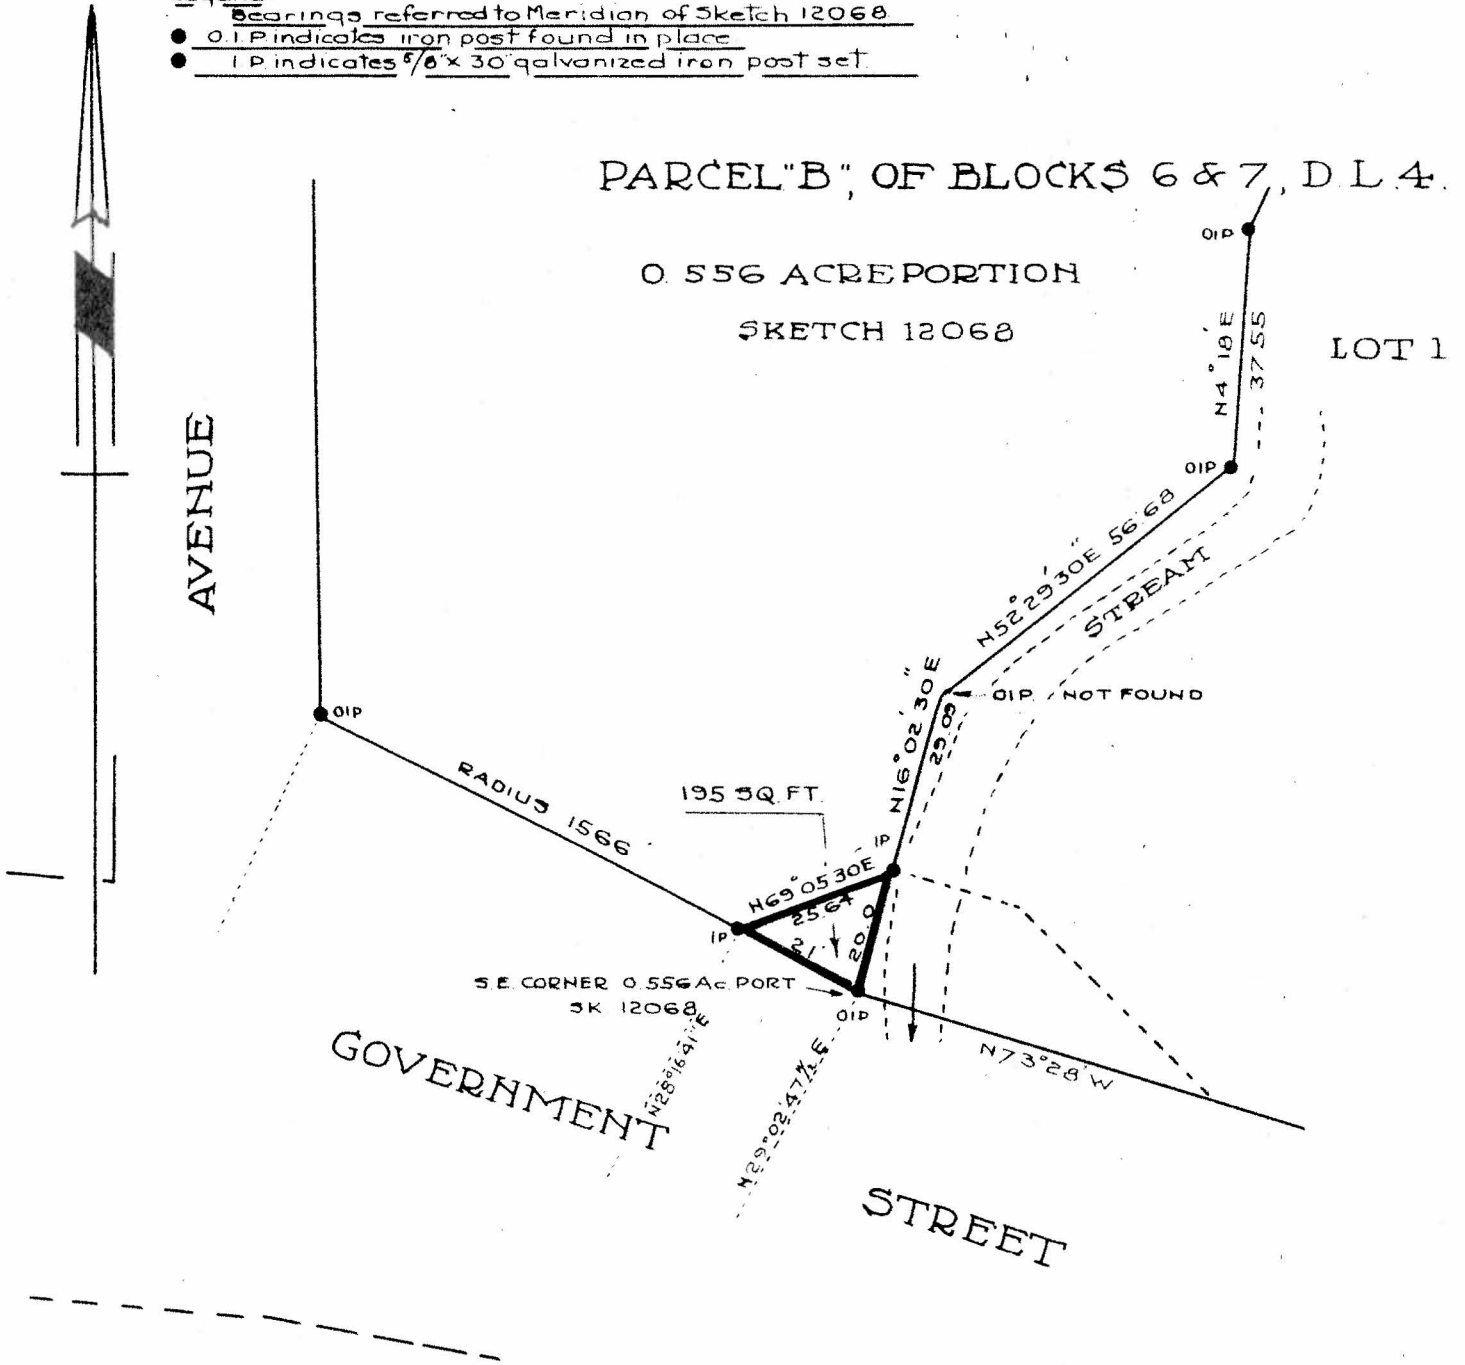 Bearings referred to Meridian of Sketch 12068
O.I.P indicates iron post found in place
I.P. indicates 5/8"x 30" galvanized iron post set.
PARCEL "B", OF BLOCKS 6 & 7, D.L.4.
OIP
0.556 ACRE PORTION
SKETCH 12068
N4°18'E
37.55
LOT 1
AVENUE
OIP
N52°29'30"E 56.68
STREAM
N16°02'30"E
29.09
OIP. NOT FOUND
OIP
RADIUS 1566
195 SQ. FT.
IP
N69°05'30E
25.64
20.0
21.
IP
S.E. CORNER 0.556 Ac. PORT
SK 12068
OIP
GOVERNMENT
N28°16'41"E
N29°02'47½"E
N73°28'W
STREET